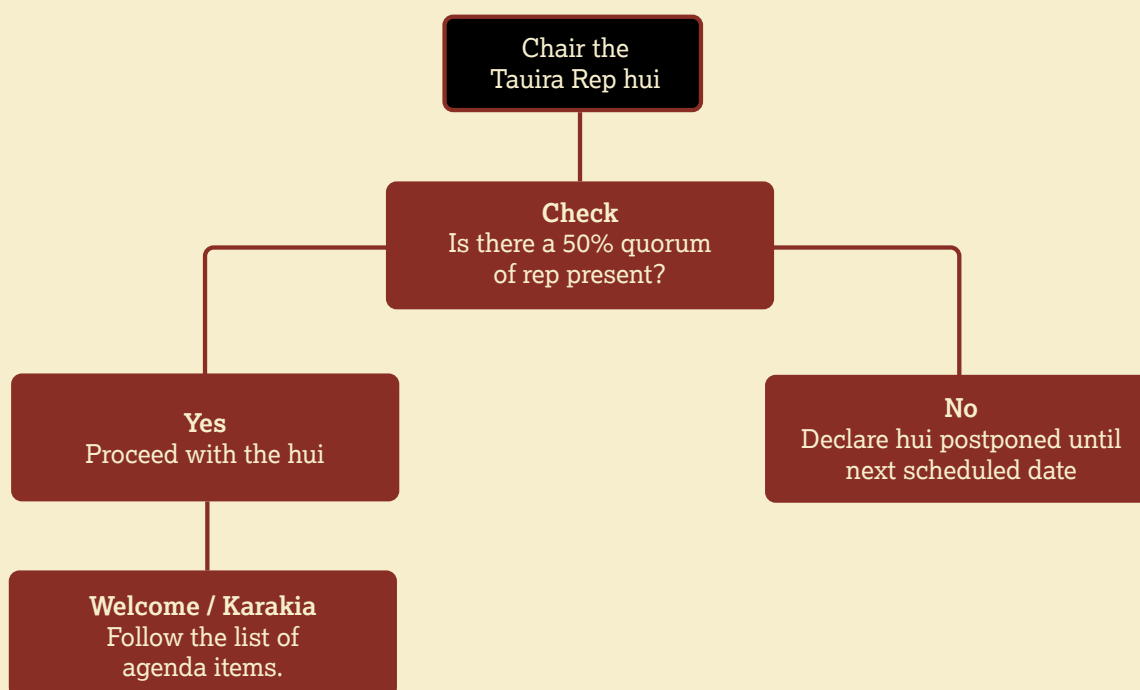 Chair the
Tauira Rep hui
Check
Is there a 50% quorum
of rep present?
Yes
Proceed with the hui
No
Declare hui postponed until
next scheduled date
Welcome / Karakia
Follow the list of
agenda items.